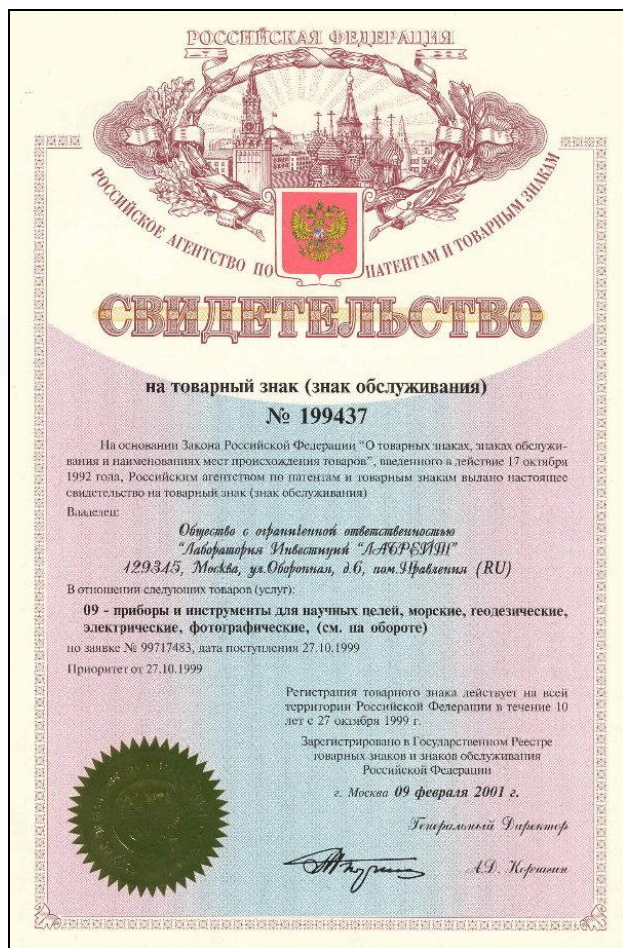 РОССИЙСКАЯ ФЕДЕРАЦИЯ
РОССИЙСКОЕ АГЕНТСТВО ПО ПАТЕНТАМ И ТОВАРНЫМ ЗНАКАМ
СВИДЕТЕЛЬСТВО
на товарный знак (знак обслуживания)
№ 199437
На основании Закона Российской Федерации "О товарных знаках, знаках обслужи-
вания и наименованиях мест происхождения товаров", введенного в действие 17 октября
1992 года, Российским агентством по патентам и товарным знакам выдано настоящее
свидетельство на товарный знак (знак обслуживания)
Владелец:
Общество с ограниченной ответственностью
"Лаборатория Инвестиций "ЛАБРЕЙТ"
129345, Москва, ул.Оборонная, д.6, пом.Правления (RU)
В отношении следующих товаров (услуг):
09 - приборы и инструменты для научных целей, морские, геодезические,
электрические, фотографические, (см. на обороте)
по заявке № 99717483, дата поступления 27.10.1999
Приоритет от 27.10.1999
Регистрация товарного знака действует на всей
территории Российской Федерации в течение 10
лет с 27 октября 1999 г.
Зарегистрировано в Государственном Реестре
товарных знаков и знаков обслуживания
Российской Федерации
г. Москва 09 февраля 2001 г.
Генеральный Директор
А.Д. Корчагин